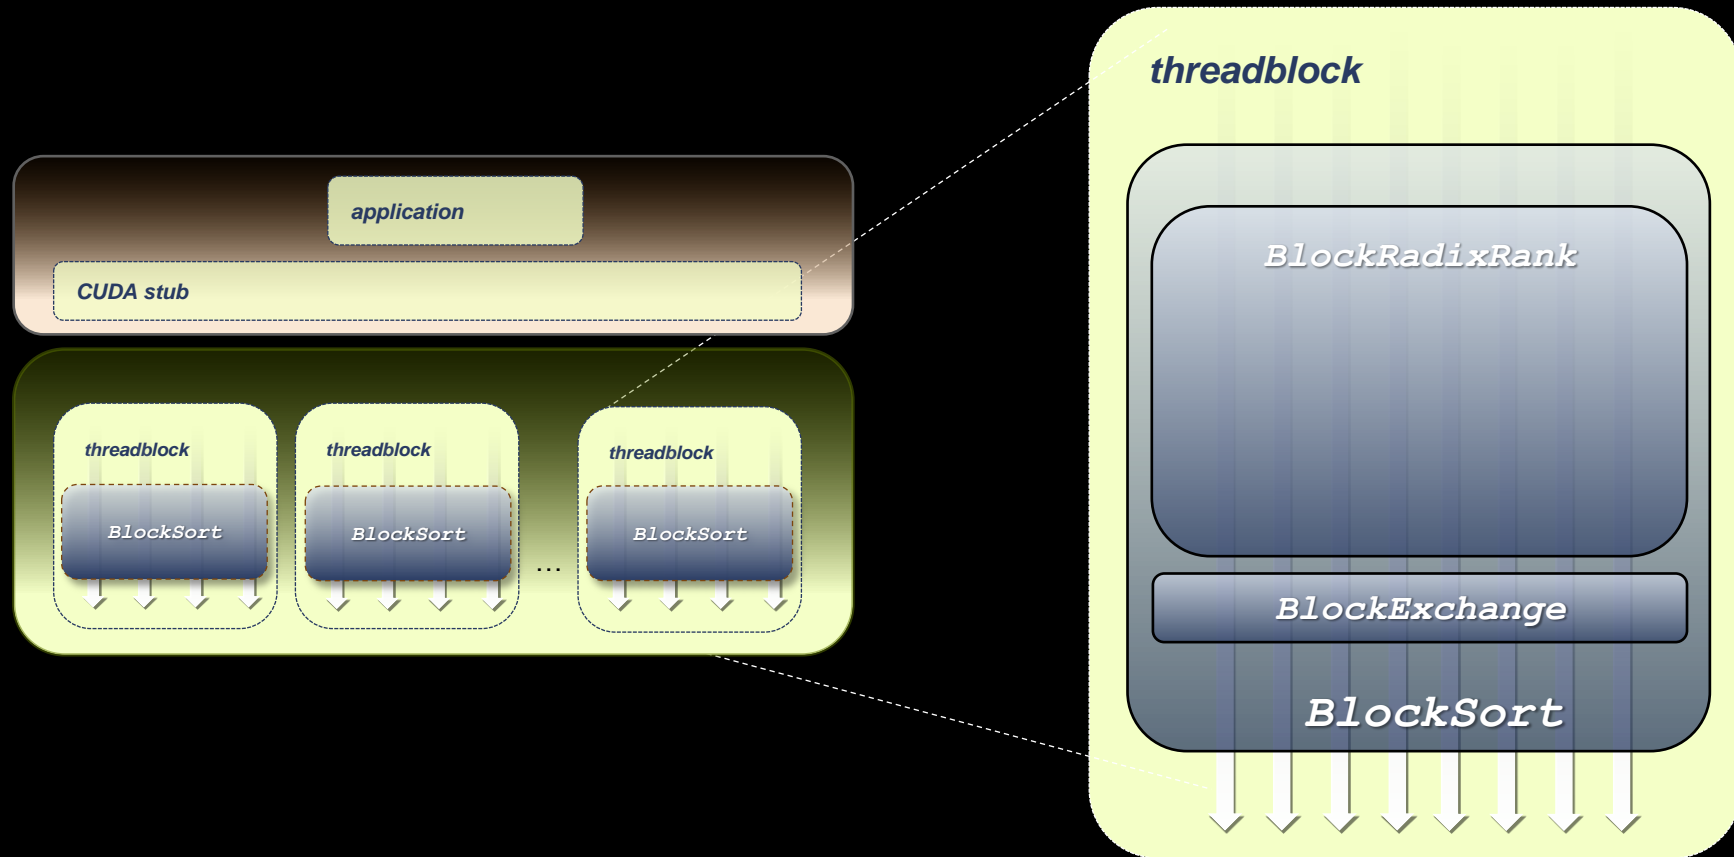 application
CUDA stub
threadblock
BlockSort
threadblock
BlockSort
...
threadblock
BlockSort
threadblock
BlockRadixRank
BlockExchange
BlockSort